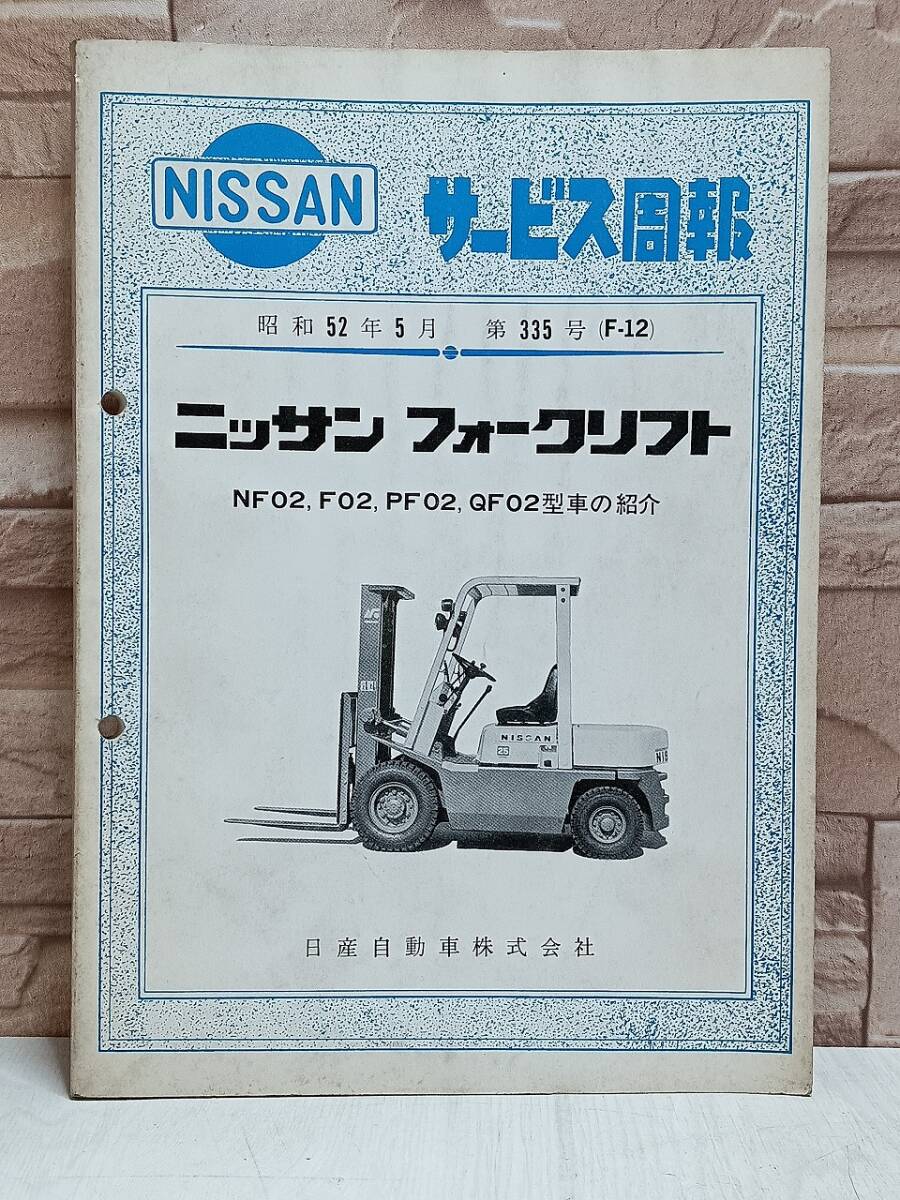 NISSAN
サービス周報
昭和52年5月 第335号(F-12)
ニッサン フォークリフト
NF02, F02, PF02, QF02型車の紹介
NISSAN
25
NIS
日産自動車株式会社